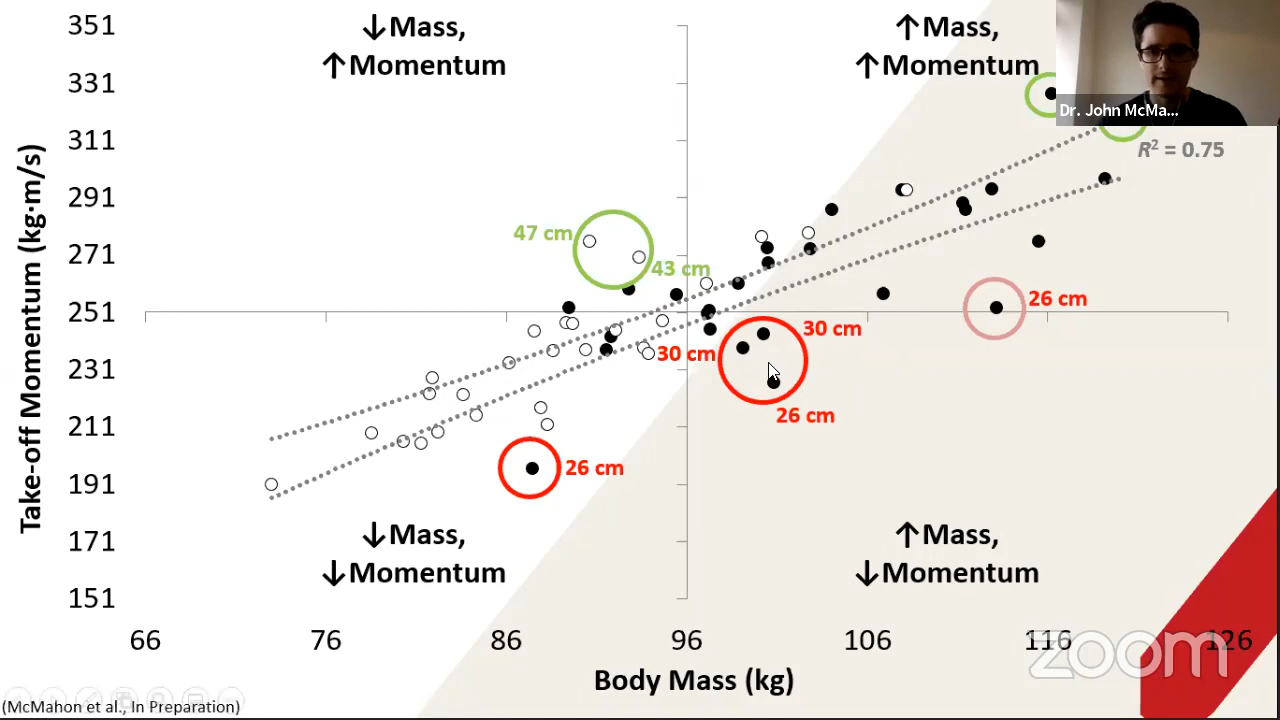 ↓Mass,
↑Momentum
↑Mass,
↑Momentum
Dr. John McMa...
R² = 0.75
351
331
311
291
271
251
231
211
191
171
151
Take-off Momentum (kg·m/s)
47 cm
43 cm
26 cm
30 cm
30 cm
26 cm
26 cm
↓Mass,
↓Momentum
↑Mass,
↓Momentum
66 76 86 96 106 116 126
zoom
Body Mass (kg)
(McMahon et al., In Preparation)